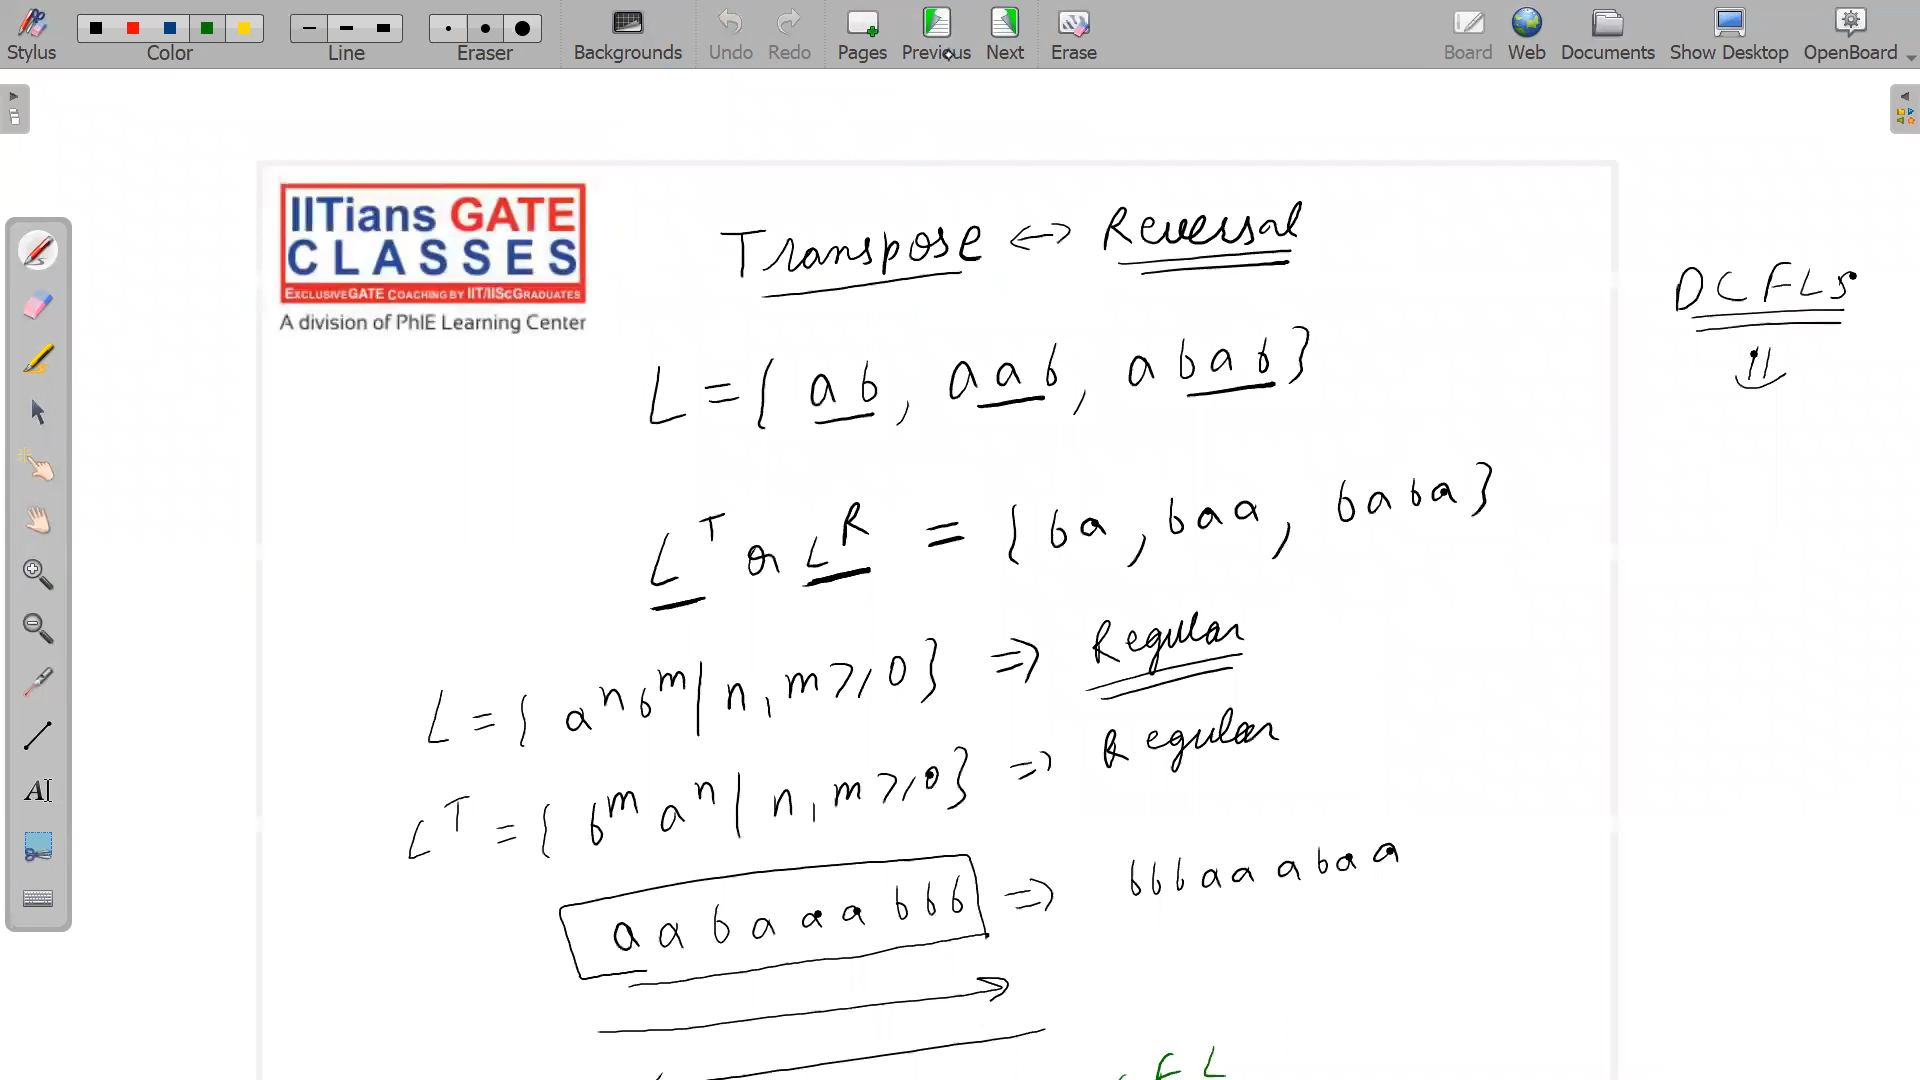 Stylus Color Line Eraser Backgrounds Undo Redo Pages Previous Next Erase Board Web Documents Show Desktop OpenBoard
IITians GATE
CLASSES
EXCLUSIVE GATE COACHING BY IIT/IISc GRADUATES
A division of PhIE Learning Center
Transpose ↔ Reversal
DCFLs
L = { ab, aab, abab }
L^T or L^R = { ba, baa, baba }
L = { a^n b^m | n, m ≥ 0 } ⇒ Regular
L^T = { b^m a^n | n, m ≥ 0 } ⇒ Regular
aabaaabbb ⇒ bbbaaabaa
FL